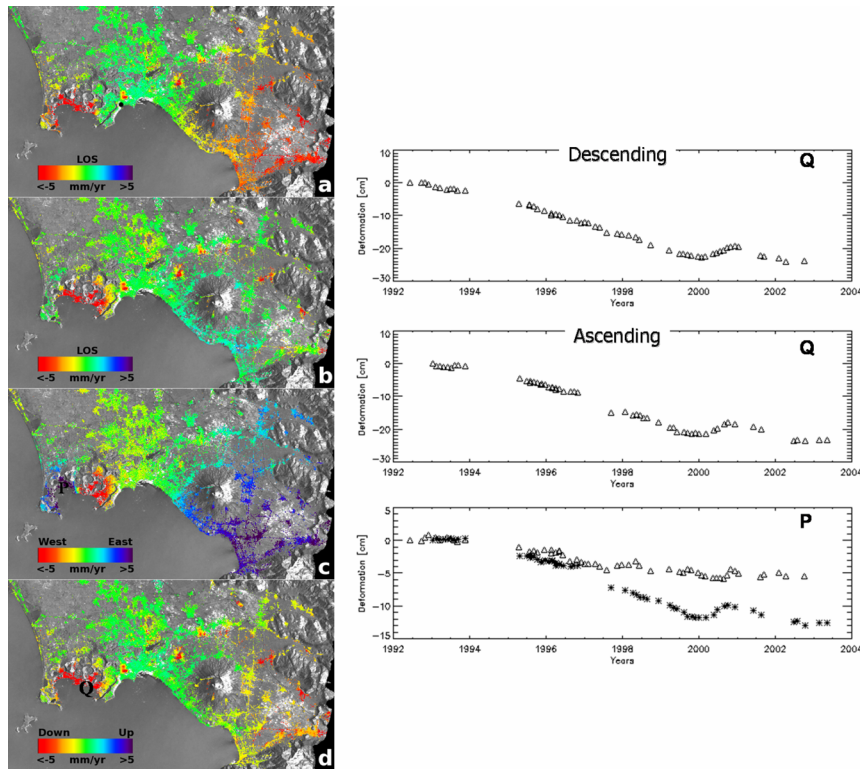 LOS
<-5 mm/yr >5
a
LOS
<-5 mm/yr >5
b
P
West East
<-5 mm/yr >5
c
Q
Down Up
<-5 mm/yr >5
d
Descending Q
Deformation [cm]
10
0
-10
-20
-30
1992 1994 1996 1998 2000 2002 2004
Years
Ascending Q
Deformation [cm]
10
0
-10
-20
-30
1992 1994 1996 1998 2000 2002 2004
Years
P
Deformation [cm]
5
0
-5
-10
-15
1992 1994 1996 1998 2000 2002 2004
Years